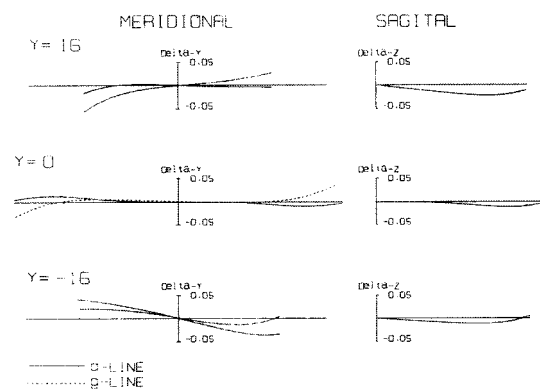 MERIDIONAL SAGITAL
Y= 16
Delta-Y Delta-Z
0.05 0.05
-0.05 -0.05
Y= 0
Delta-Y Delta-Z
0.05 0.05
-0.05 -0.05
Y= -16
Delta-Y Delta-Z
0.05 0.05
-0.05 -0.05
d-LINE
g-LINE